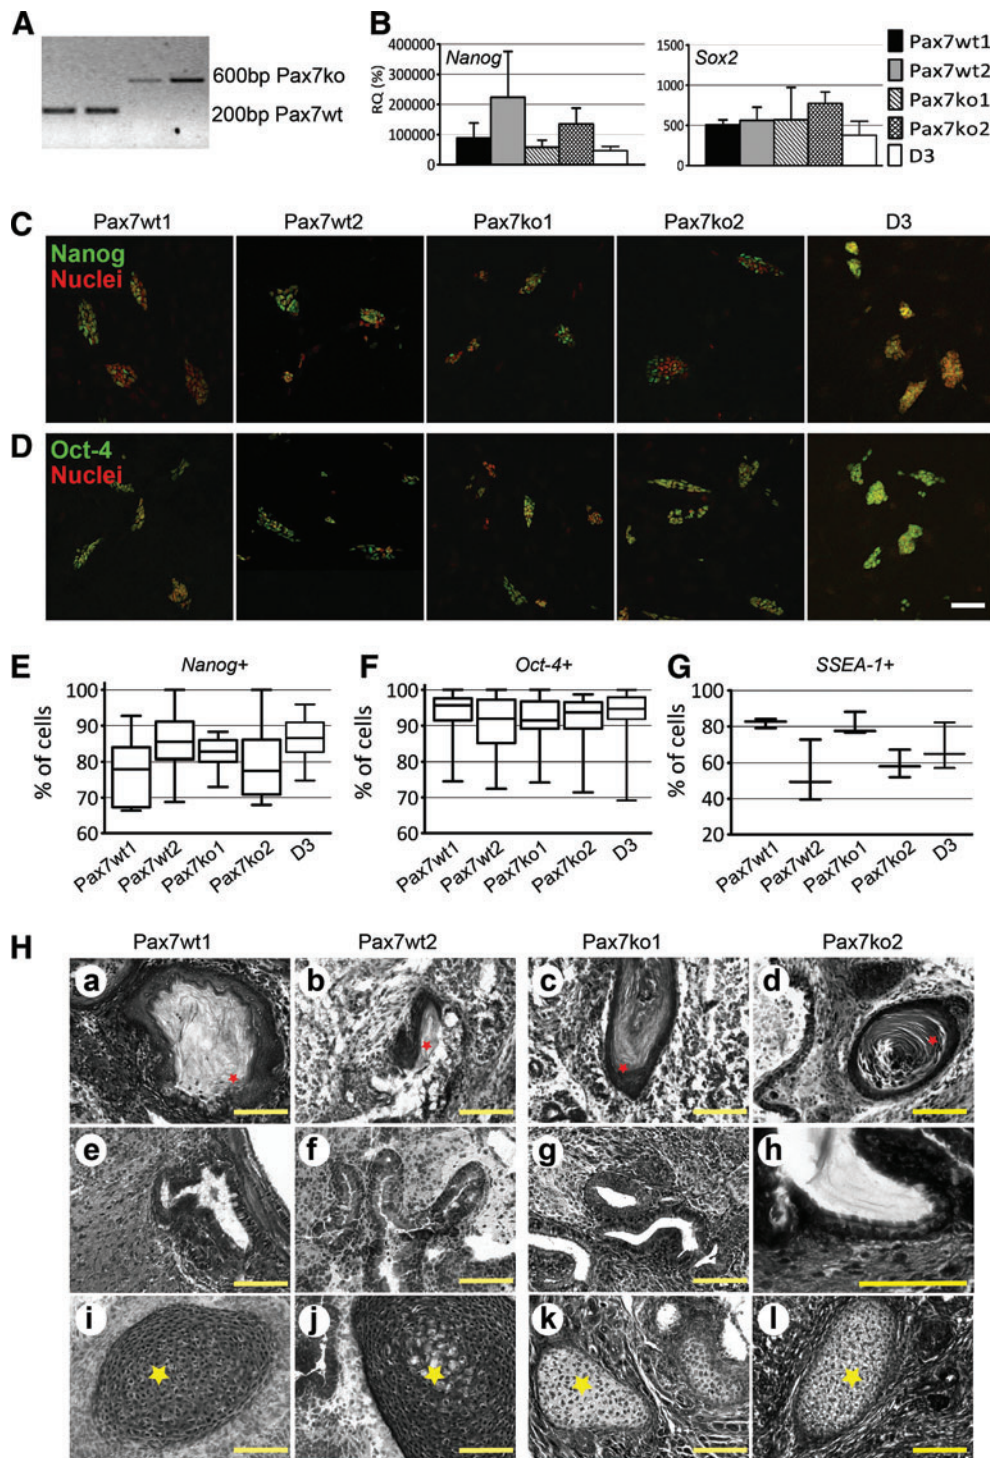 A
600bp Pax7ko
200bp Pax7wt
B
RQ (%)
400000
300000
200000
100000
0
Nanog
1500
1000
500
0
Sox2
Pax7wt1
Pax7wt2
Pax7ko1
Pax7ko2
D3
C
Pax7wt1 Pax7wt2 Pax7ko1 Pax7ko2 D3
Nanog
Nuclei
D
Oct-4
Nuclei
E
Nanog+
% of cells
100
90
80
70
60
Pax7wt1 Pax7wt2 Pax7ko1 Pax7ko2 D3
F
Oct-4+
% of cells
100
90
80
70
60
Pax7wt1 Pax7wt2 Pax7ko1 Pax7ko2 D3
G
SSEA-1+
% of cells
100
80
60
40
20
Pax7wt1 Pax7wt2 Pax7ko1 Pax7ko2 D3
H
Pax7wt1 Pax7wt2 Pax7ko1 Pax7ko2
a b c d
e f g h
i j k l